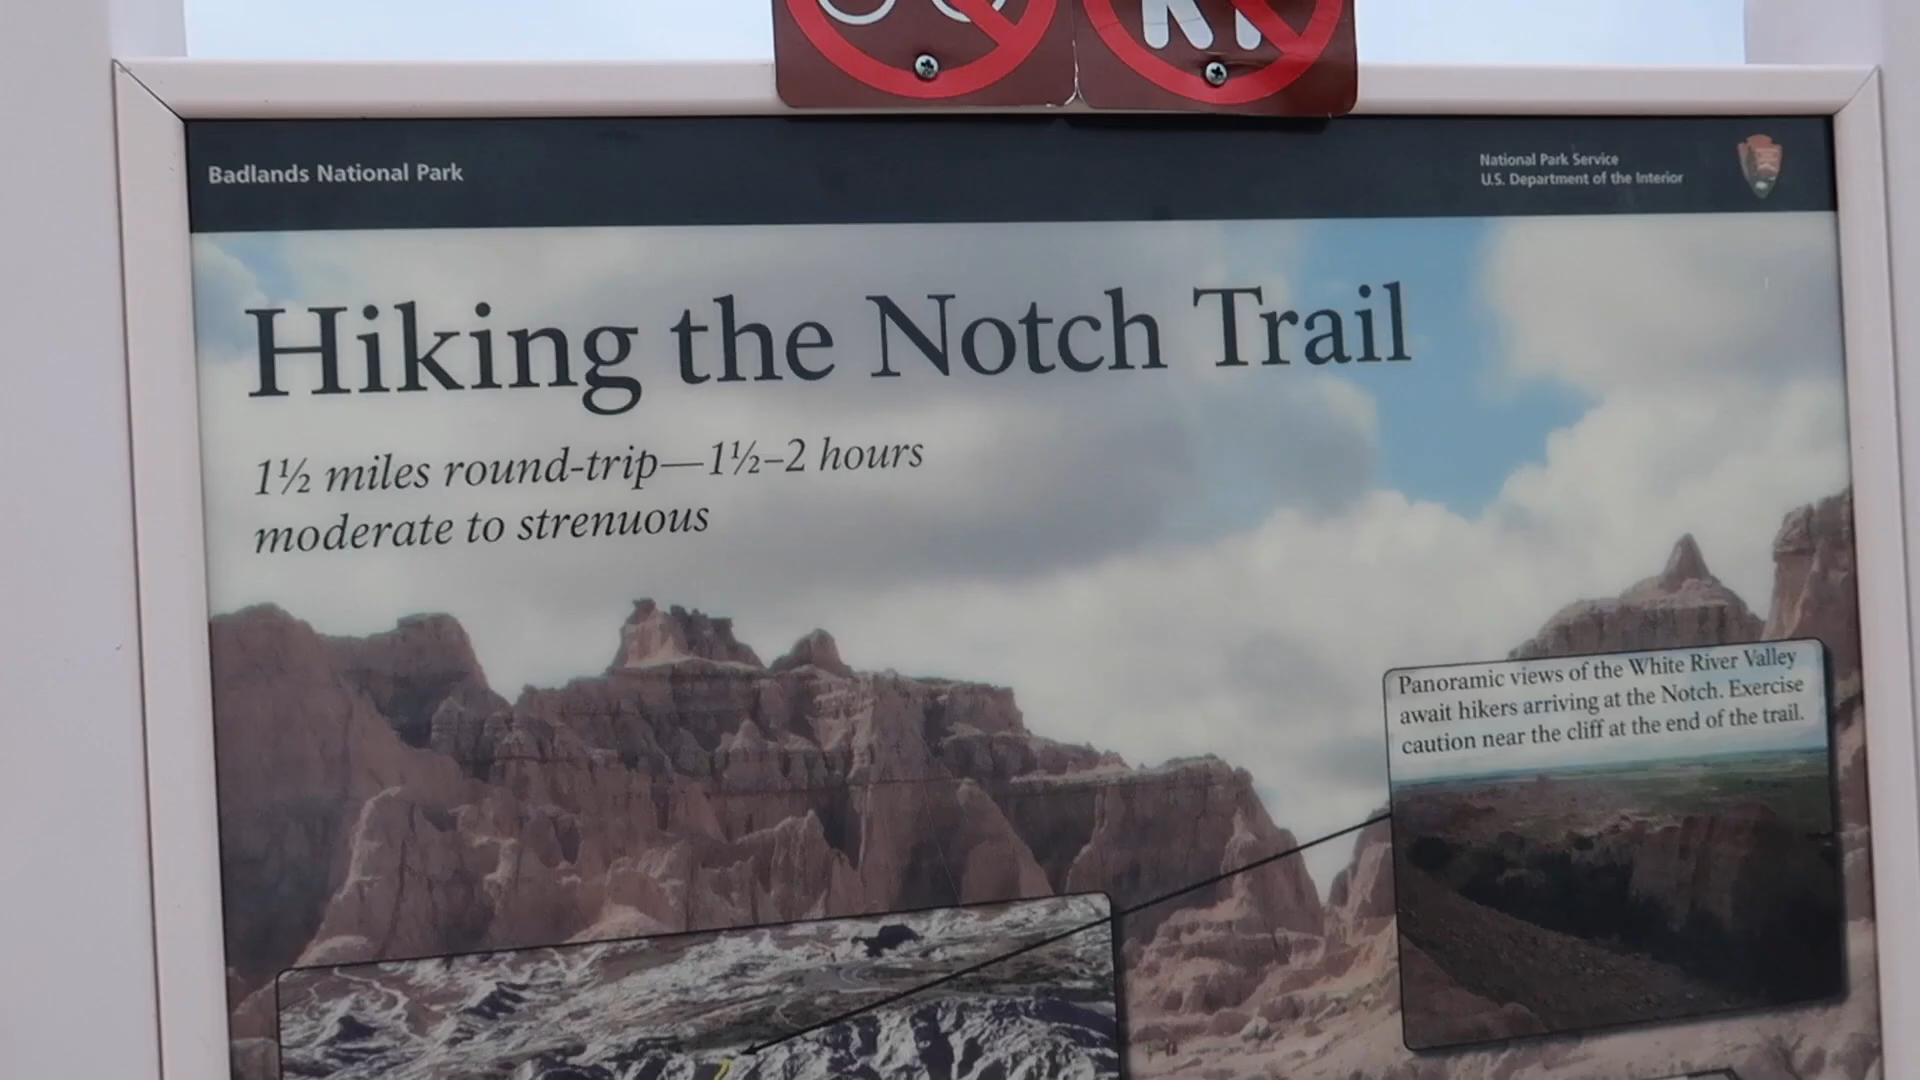 Badlands National Park
National Park Service
U.S. Department of the Interior
Hiking the Notch Trail
1½ miles round-trip—1½–2 hours
moderate to strenuous
Panoramic views of the White River Valley
await hikers arriving at the Notch. Exercise
caution near the cliff at the end of the trail.